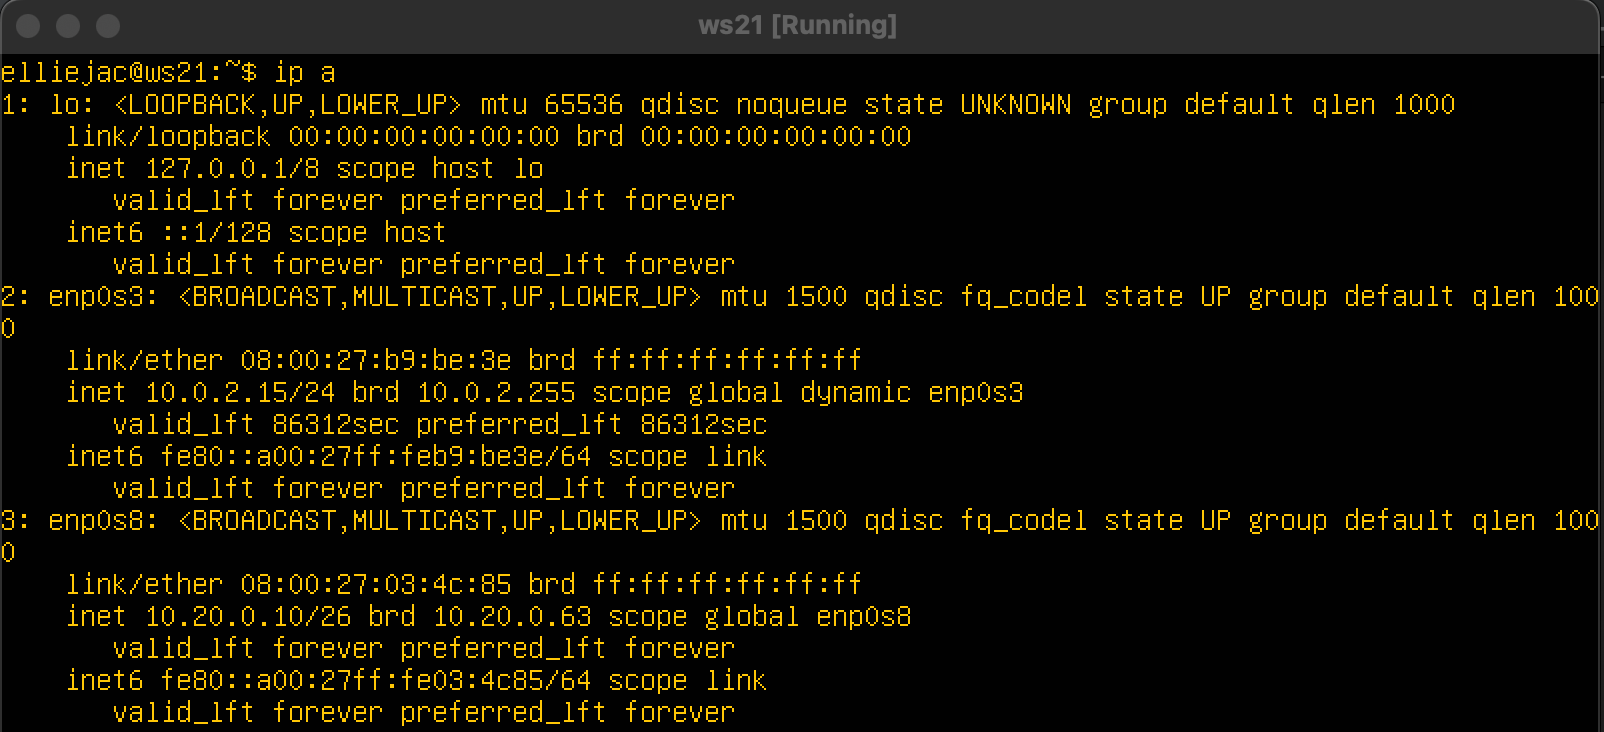 ws21 [Running]
elliejac@ws21:~$ ip a
1: lo: <LOOPBACK,UP,LOWER_UP> mtu 65536 qdisc noqueue state UNKNOWN group default qlen 1000
    link/loopback 00:00:00:00:00:00 brd 00:00:00:00:00:00
    inet 127.0.0.1/8 scope host lo
       valid_lft forever preferred_lft forever
    inet6 ::1/128 scope host
       valid_lft forever preferred_lft forever
2: enp0s3: <BROADCAST,MULTICAST,UP,LOWER_UP> mtu 1500 qdisc fq_codel state UP group default qlen 100
0
    link/ether 08:00:27:b9:be:3e brd ff:ff:ff:ff:ff:ff
    inet 10.0.2.15/24 brd 10.0.2.255 scope global dynamic enp0s3
       valid_lft 86312sec preferred_lft 86312sec
    inet6 fe80::a00:27ff:feb9:be3e/64 scope link
       valid_lft forever preferred_lft forever
3: enp0s8: <BROADCAST,MULTICAST,UP,LOWER_UP> mtu 1500 qdisc fq_codel state UP group default qlen 100
0
    link/ether 08:00:27:03:4c:85 brd ff:ff:ff:ff:ff:ff
    inet 10.20.0.10/26 brd 10.20.0.63 scope global enp0s8
       valid_lft forever preferred_lft forever
    inet6 fe80::a00:27ff:fe03:4c85/64 scope link
       valid_lft forever preferred_lft forever